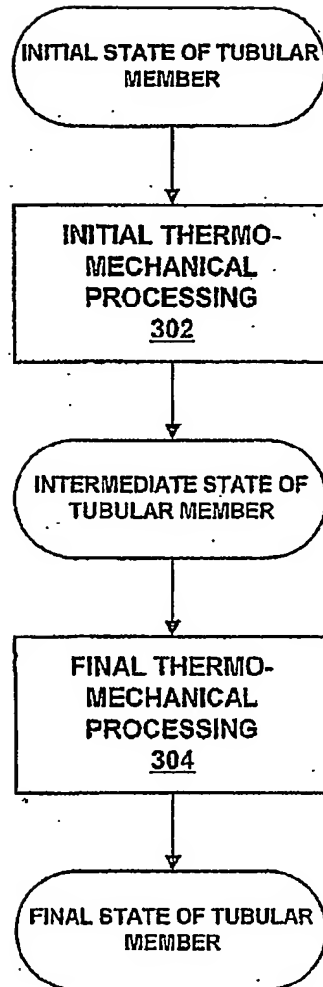 INITIAL STATE OF TUBULAR
MEMBER
INITIAL THERMO-
MECHANICAL
PROCESSING
302
INTERMEDIATE STATE OF
TUBULAR MEMBER
FINAL THERMO-
MECHANICAL
PROCESSING
304
FINAL STATE OF TUBULAR
MEMBER